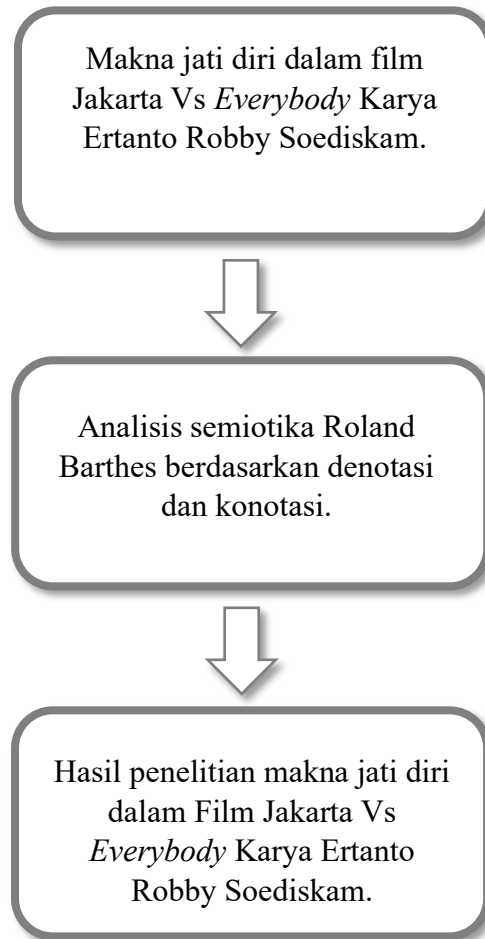 Makna jati diri dalam film
Jakarta Vs Everybody Karya
Ertanto Robby Soediskam.
Analisis semiotika Roland
Barthes berdasarkan denotasi
dan konotasi.
Hasil penelitian makna jati diri
dalam Film Jakarta Vs
Everybody Karya Ertanto
Robby Soediskam.